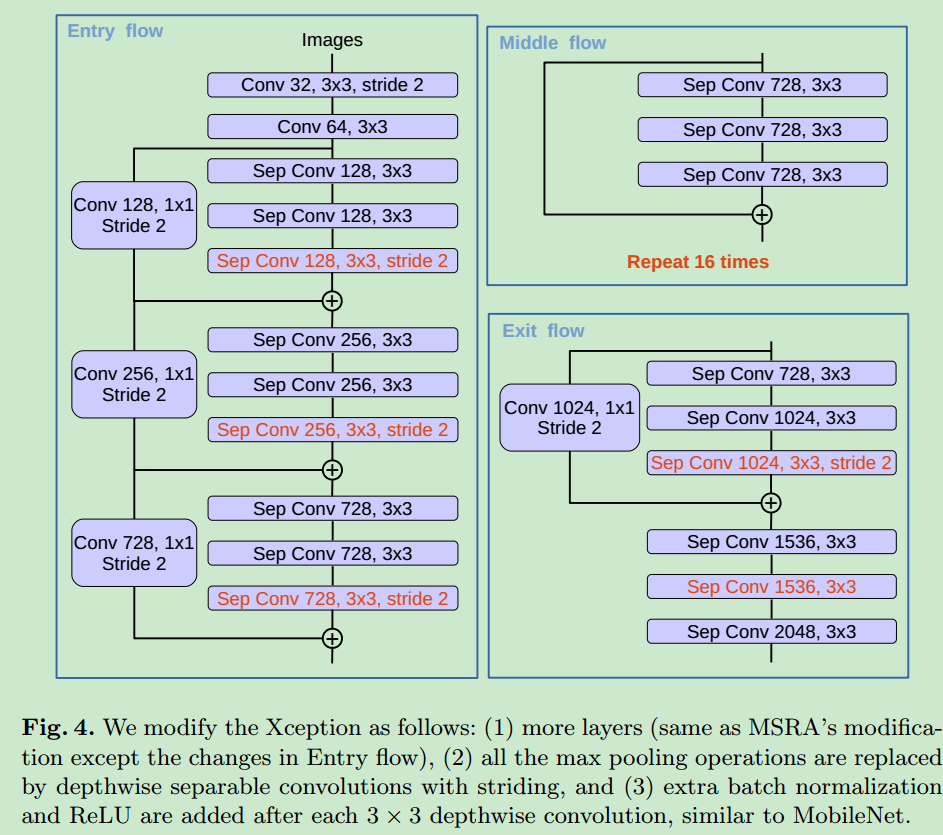 Entry flow
Images
Conv 32, 3x3, stride 2
Conv 64, 3x3
Sep Conv 128, 3x3
Conv 128, 1x1
Stride 2
Sep Conv 128, 3x3
Sep Conv 128, 3x3, stride 2
Sep Conv 256, 3x3
Conv 256, 1x1
Stride 2
Sep Conv 256, 3x3
Sep Conv 256, 3x3, stride 2
Sep Conv 728, 3x3
Conv 728, 1x1
Stride 2
Sep Conv 728, 3x3
Sep Conv 728, 3x3, stride 2
Middle flow
Sep Conv 728, 3x3
Sep Conv 728, 3x3
Sep Conv 728, 3x3
Repeat 16 times
Exit flow
Sep Conv 728, 3x3
Conv 1024, 1x1
Stride 2
Sep Conv 1024, 3x3
Sep Conv 1024, 3x3, stride 2
Sep Conv 1536, 3x3
Sep Conv 1536, 3x3
Sep Conv 2048, 3x3
Fig. 4. We modify the Xception as follows: (1) more layers (same as MSRA's modifica-
tion except the changes in Entry flow), (2) all the max pooling operations are replaced
by depthwise separable convolutions with striding, and (3) extra batch normalization
and ReLU are added after each 3 × 3 depthwise convolution, similar to MobileNet.